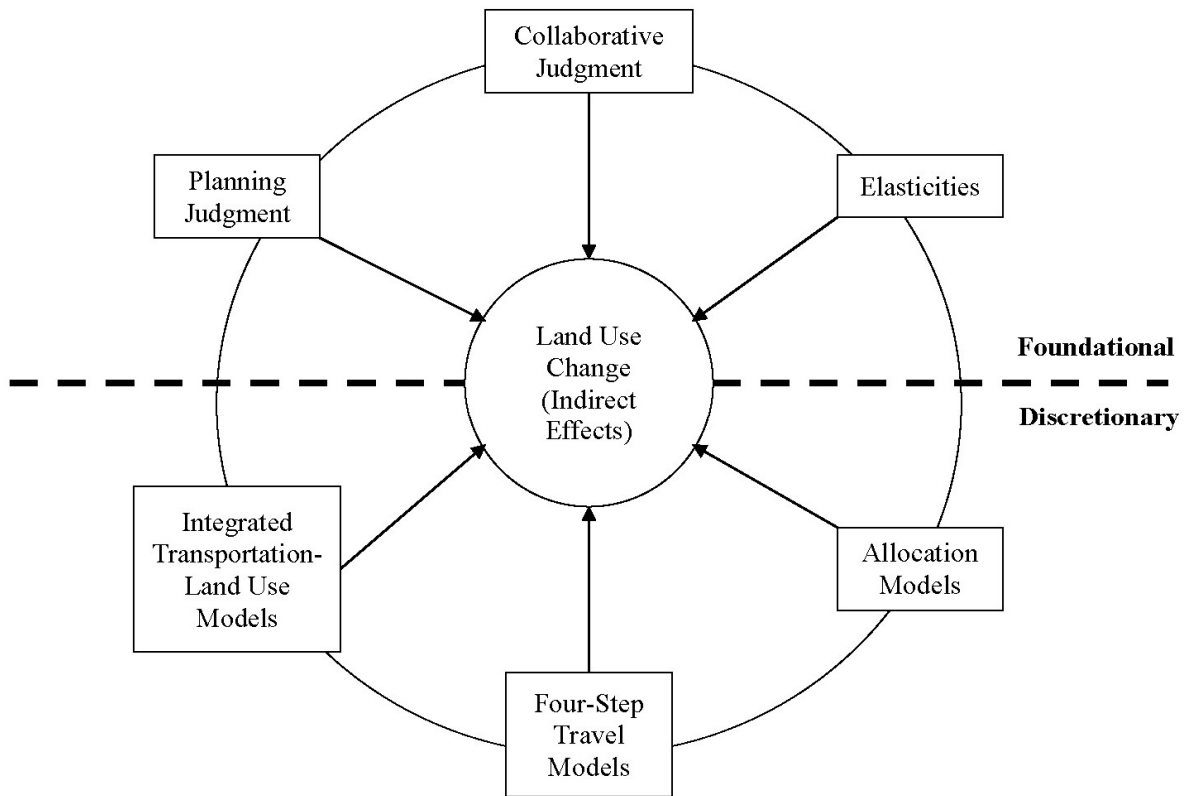 Collaborative
Judgment
Planning
Judgment
Elasticities
Land Use
Change
(Indirect
Effects)
Foundational
Discretionary
Integrated
Transportation-
Land Use
Models
Allocation
Models
Four-Step
Travel
Models